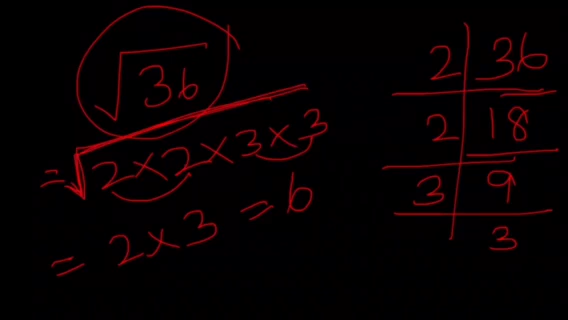 √36
= √2×2×3×3
= 2×3 = 6
2 | 36
2 | 18
3 | 9
3